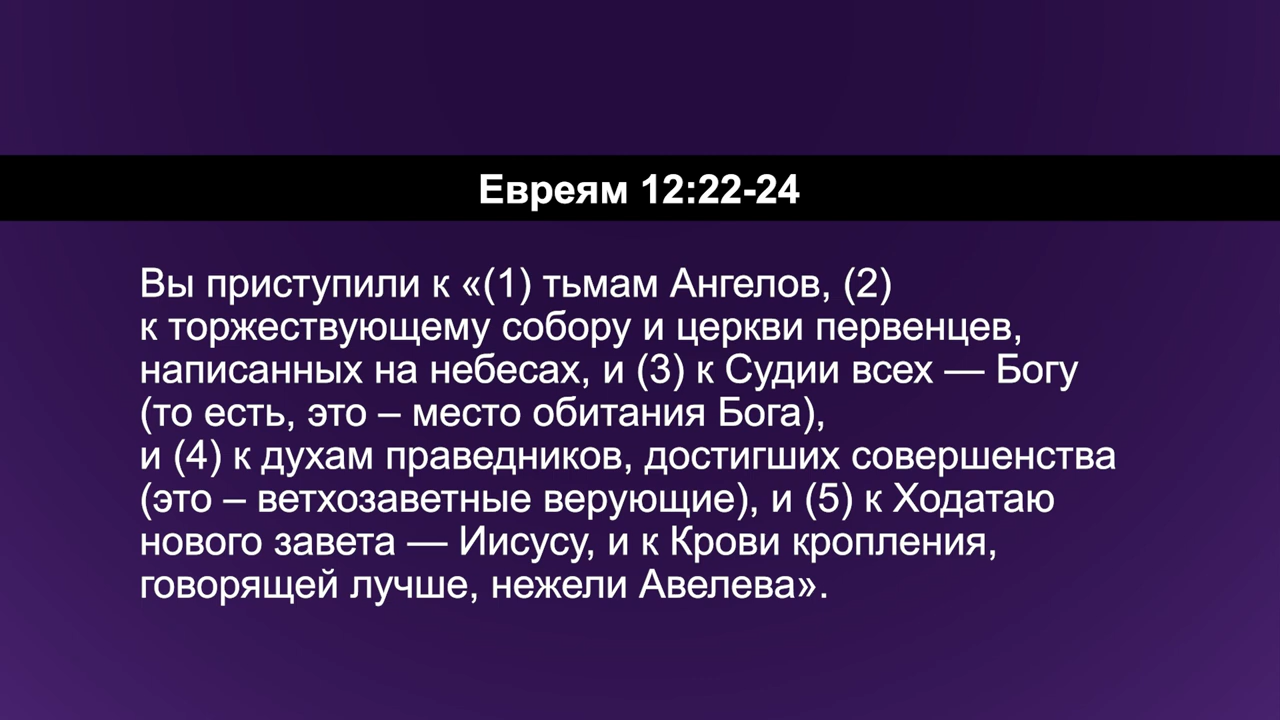 Евреям 12:22-24
Вы приступили к «(1) тьмам Ангелов, (2)
к торжествующему собору и церкви первенцев,
написанных на небесах, и (3) к Судии всех — Богу
(то есть, это – место обитания Бога),
и (4) к духам праведников, достигших совершенства
(это – ветхозаветные верующие), и (5) к Ходатаю
нового завета — Иисусу, и к Крови кропления,
говорящей лучше, нежели Авелева».